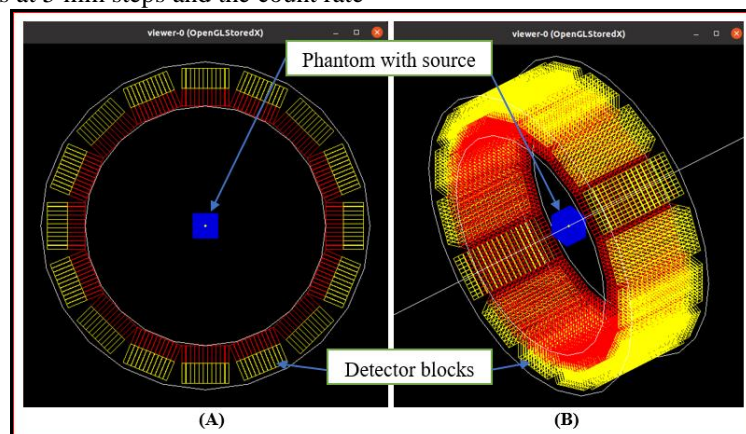 s at 5 mm steps and the count rate
viewer-0 (OpenGLStoredX)
viewer-0 (OpenGLStoredX)
Phantom with source
Detector blocks
(A)
(B)